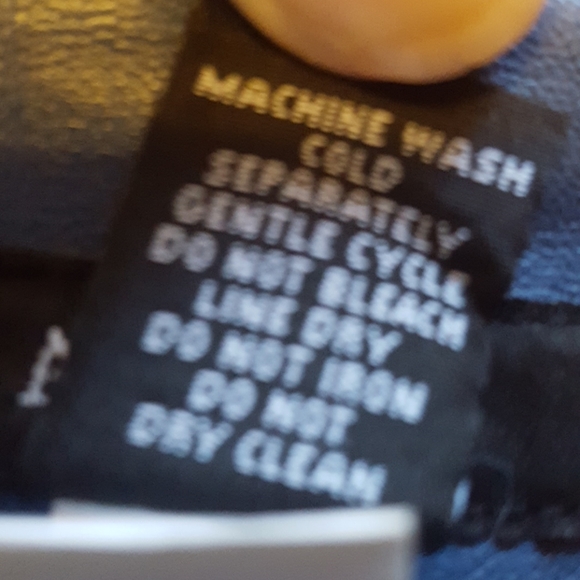 MACHINE WASH
COLD
SEPARATELY
GENTLE CYCLE
DO NOT BLEACH
LINE DRY
DO NOT IRON
DO NOT
DRY CLEAN